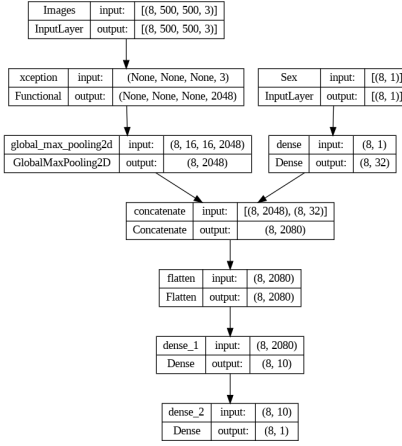 Images input: [(8, 500, 500, 3)]
InputLayer output: [(8, 500, 500, 3)]
xception input: (None, None, None, 3)
Functional output: (None, None, None, 2048)
Sex input: [(8, 1)]
InputLayer output: [(8, 1)]
global_max_pooling2d input: (8, 16, 16, 2048)
GlobalMaxPooling2D output: (8, 2048)
dense input: (8, 1)
Dense output: (8, 32)
concatenate input: [(8, 2048), (8, 32)]
Concatenate output: (8, 2080)
flatten input: (8, 2080)
Flatten output: (8, 2080)
dense_1 input: (8, 2080)
Dense output: (8, 10)
dense_2 input: (8, 10)
Dense output: (8, 1)